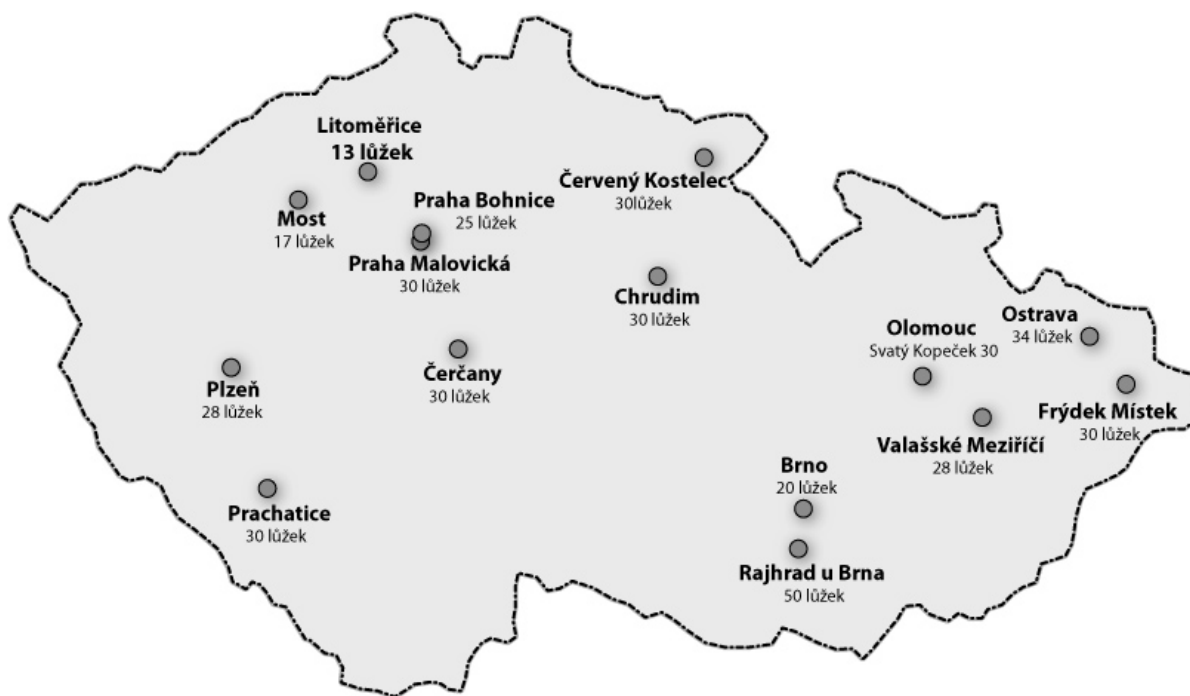 Litoměřice
13 lůžek
Červený Kostelec
30lůžek
Praha Bohnice
25 lůžek
Most
17 lůžek
Praha Malovická
30 lůžek
Chrudim
30 lůžek
Ostrava
34 lůžek
Olomouc
Svatý Kopeček 30
Čerčany
30 lůžek
Plzeň
28 lůžek
Frýdek Místek
30 lůžek
Valašské Meziříčí
28 lůžek
Brno
20 lůžek
Prachatice
30 lůžek
Rajhrad u Brna
50 lůžek